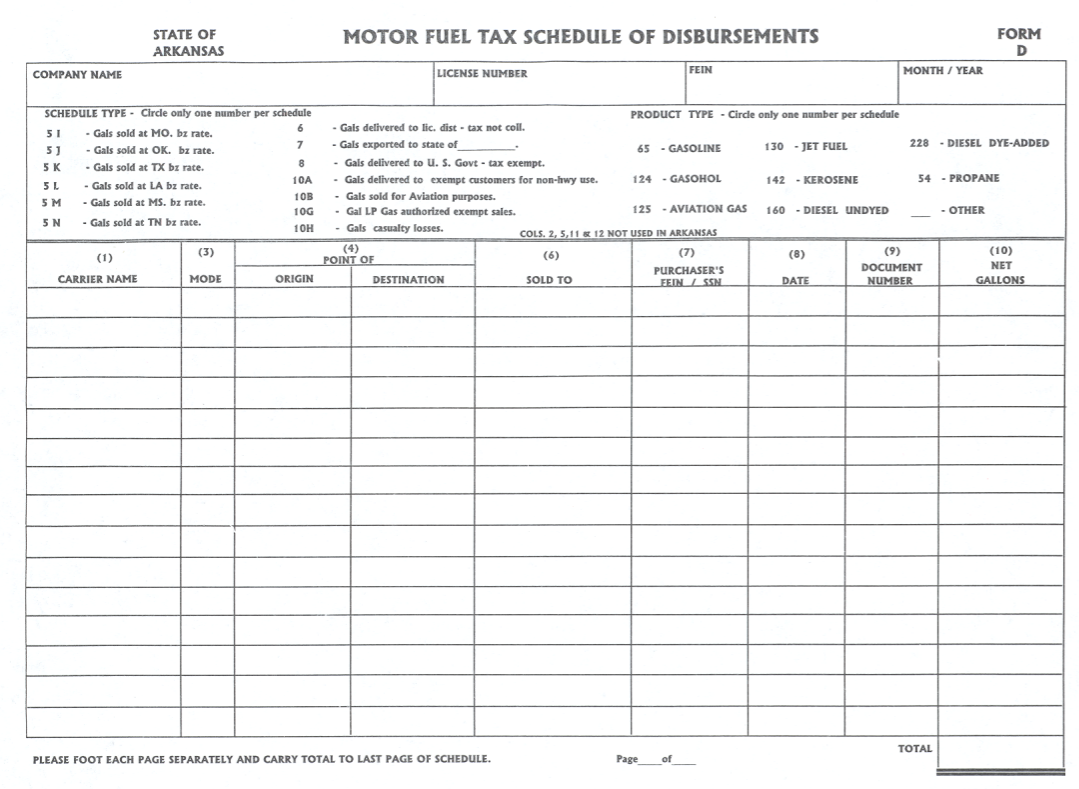 STATE OF
ARKANSAS
MOTOR FUEL TAX SCHEDULE OF DISBURSEMENTS
FORM
D
COMPANY NAME
LICENSE NUMBER
FEIN
MONTH / YEAR
SCHEDULE TYPE - Circle only one number per schedule
5 I - Gals sold at MO. bz rate.
5 J - Gals sold at OK. bz rate.
5 K - Gals sold at TX bz rate.
5 L - Gals sold at LA bz rate.
5 M - Gals sold at MS. bz rate.
5 N - Gals sold at TN bz rate.
6 - Gals delivered to lic. dist - tax not coll.
7 - Gals exported to state of__________.
8 - Gals delivered to U. S. Govt - tax exempt.
10A - Gals delivered to exempt customers for non-hwy use.
10B - Gals sold for Aviation purposes.
10G - Gal LP Gas authorized exempt sales.
10H - Gals casualty losses.
PRODUCT TYPE - Circle only one number per schedule
65 - GASOLINE 130 - JET FUEL 228 - DIESEL DYE-ADDED
124 - GASOHOL 142 - KEROSENE 54 - PROPANE
125 - AVIATION GAS 160 - DIESEL UNDYED ___ - OTHER
COLS. 2, 5,11 & 12 NOT USED IN ARKANSAS
(1)
CARRIER NAME
(3)
MODE
(4)
POINT OF
ORIGIN DESTINATION
(6)
SOLD TO
(7)
PURCHASER'S
FEIN / SSN
(8)
DATE
(9)
DOCUMENT
NUMBER
(10)
NET
GALLONS
TOTAL
PLEASE FOOT EACH PAGE SEPARATELY AND CARRY TOTAL TO LAST PAGE OF SCHEDULE. Page____of____